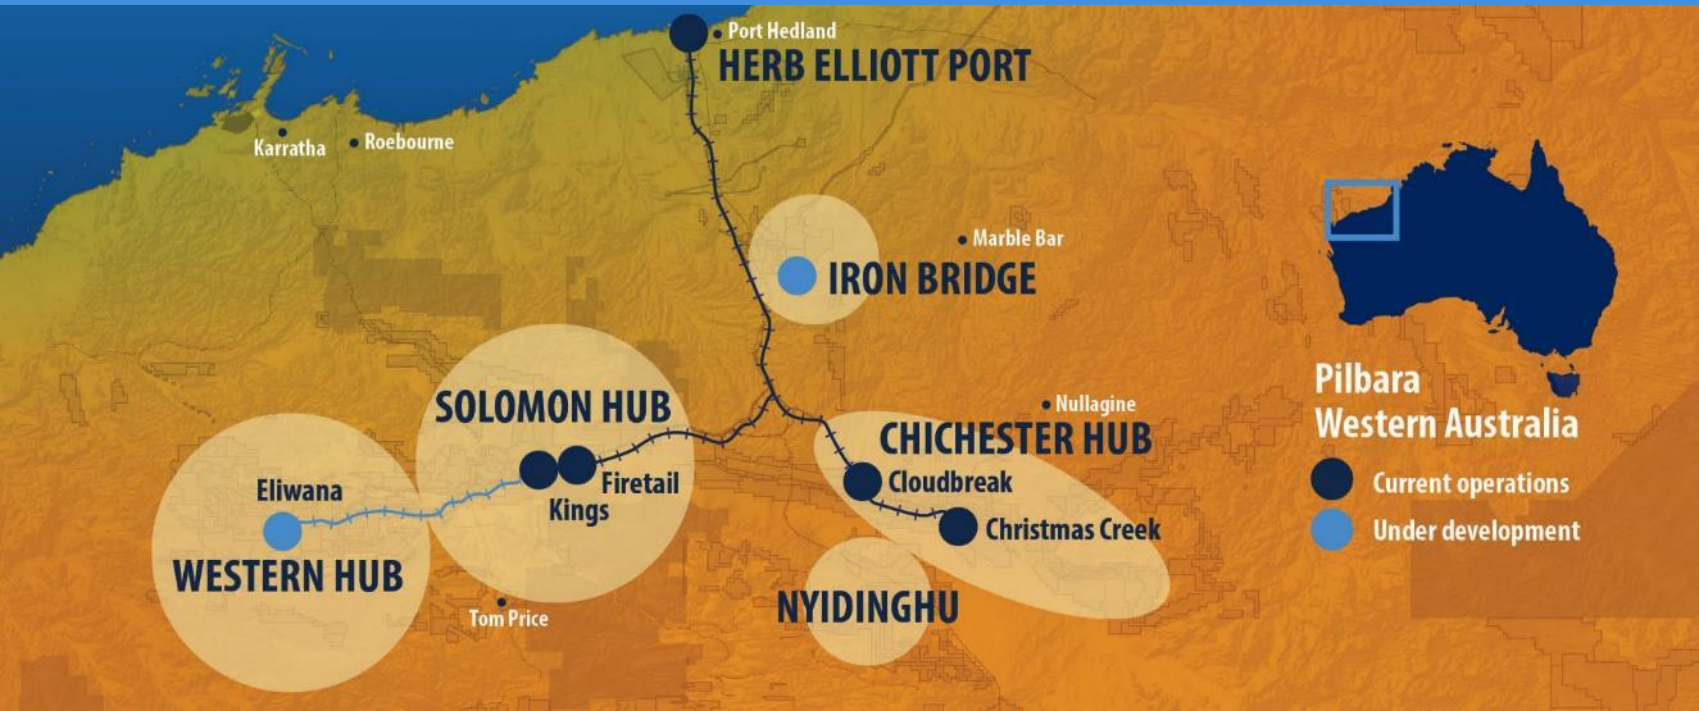 Port Hedland
HERB ELLIOTT PORT
Karratha
Roebourne
Marble Bar
IRON BRIDGE
SOLOMON HUB
Firetail
Kings
Eliwana
WESTERN HUB
Tom Price
Nullagine
CHICHESTER HUB
Cloudbreak
Christmas Creek
NYIDINGHU
Pilbara
Western Australia
Current operations
Under development